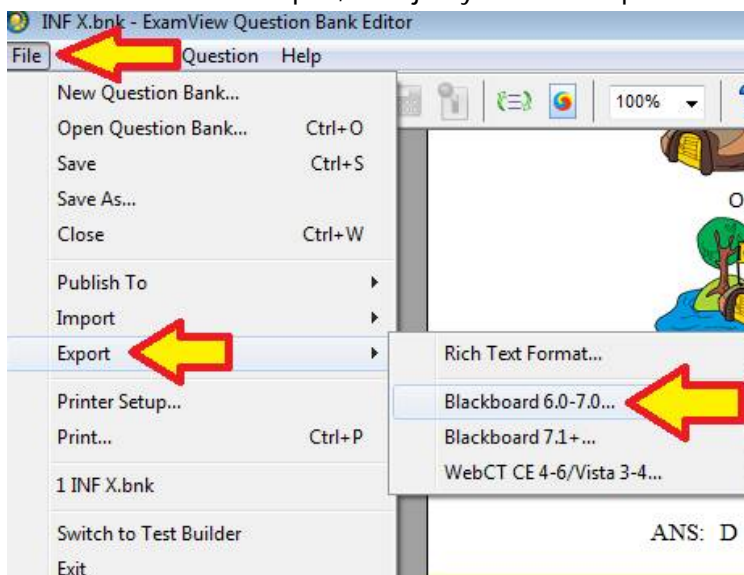 INF X.bnk - ExamView Question Bank Editor
File Question Help
New Question Bank...
Open Question Bank... Ctrl+O
Save Ctrl+S
Save As...
Close Ctrl+W
Publish To
Import
Export
Printer Setup...
Print... Ctrl+P
1 INF X.bnk
Switch to Test Builder
Exit
100%
Rich Text Format...
Blackboard 6.0-7.0...
Blackboard 7.1+...
WebCT CE 4-6/Vista 3-4...
ANS: D